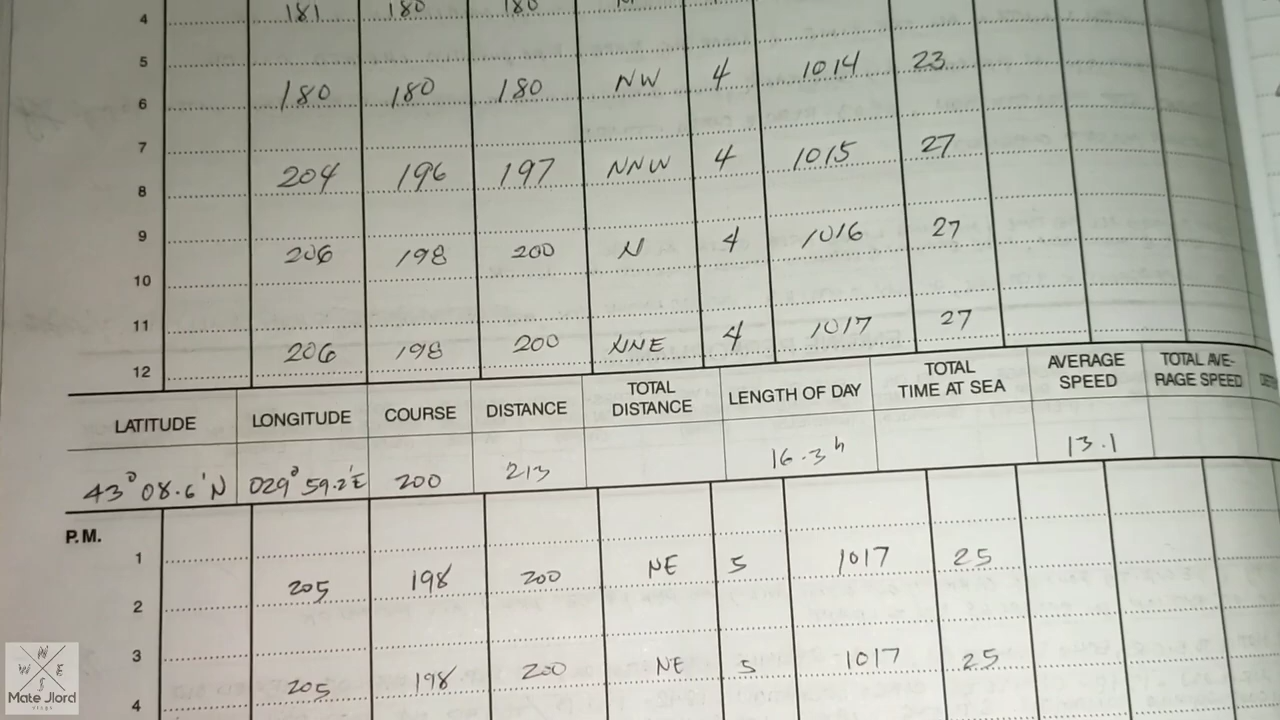 4 181 180 180
5
6 180 180 180 NW 4 1014 23
7
8 204 196 197 NNW 4 1015 27
9
10 206 198 200 N 4 1016 27
11
12 206 198 200 NNE 4 1017 27
LATITUDE LONGITUDE COURSE DISTANCE TOTAL DISTANCE LENGTH OF DAY TOTAL TIME AT SEA AVERAGE SPEED TOTAL AVE-RAGE SPEED
43° 08.6'N 029° 59.2'E 200 213 16.3h 13.1
P.M.
1
2 205 198 200 NE 5 1017 25
3
4 205 198 200 NE 5 1017 25
N
W E
S
Mate Jlord